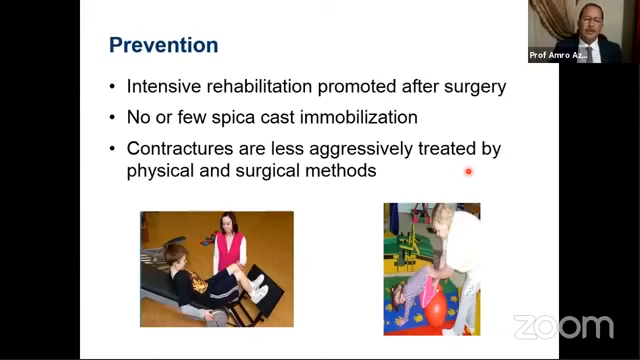 Prevention
• Intensive rehabilitation promoted after surgery
• No or few spica cast immobilization
• Contractures are less aggressively treated by
physical and surgical methods
Prof Amro Az...
zoom